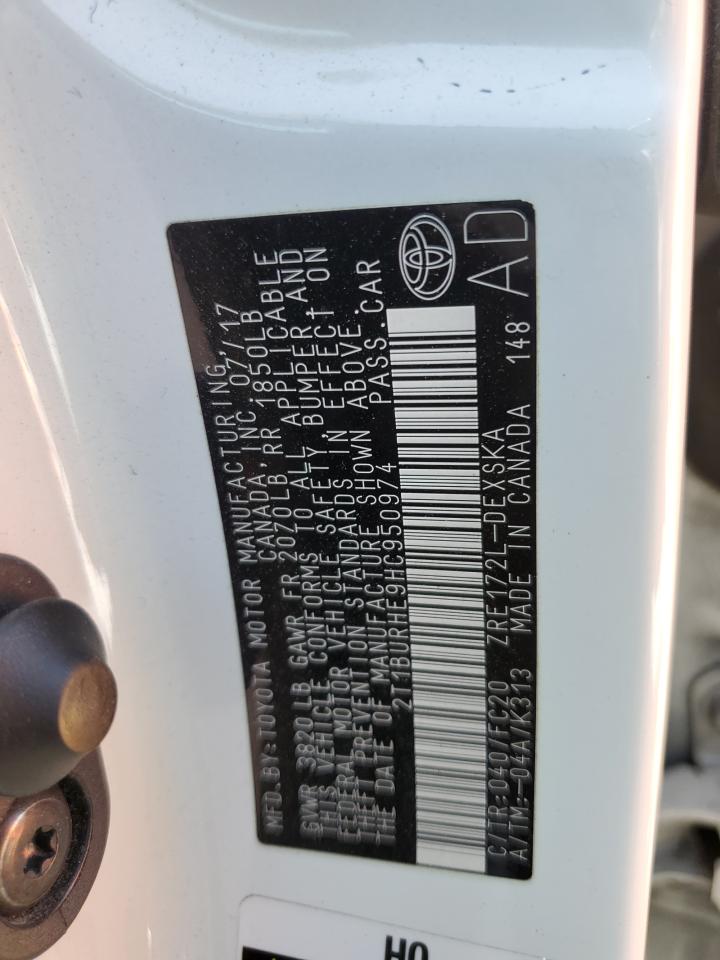 MFD.BY:TOYOTA MOTOR MANUFACTURING,
CANADA, INC. 07/17
GVWR 3820LB GAWR FR 2070LB, RR 1850LB
THIS VEHICLE CONFORMS TO ALL APPLICABLE
FEDERAL MOTOR VEHICLE SAFETY, BUMPER, AND
THEFT PREVENTION STANDARDS IN EFFECT ON
THE DATE OF MANUFACTURE SHOWN ABOVE.
2T1BURHE9HC950974 PASS.CAR
C/TR:040/FC20 ZRE172L-DEXSKA 148
A/TM:-04A/K313 MADE IN CANADA
AD
HO